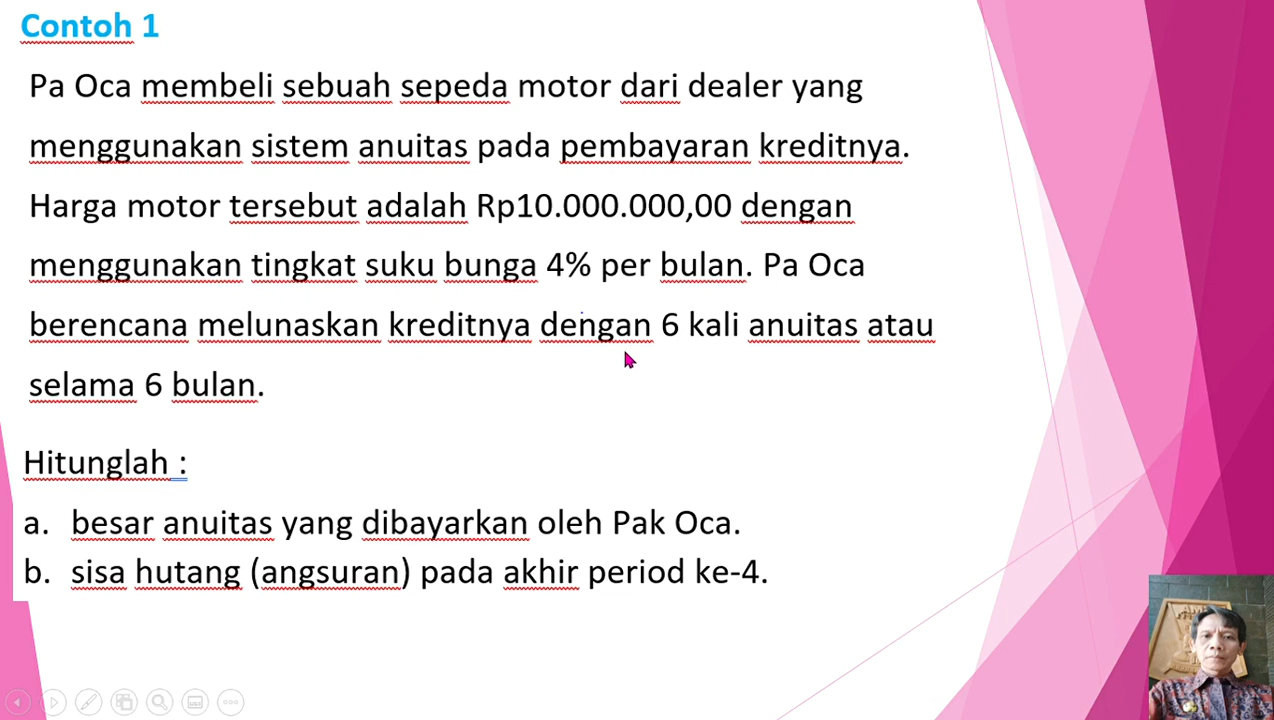 Contoh 1
Pa Oca membeli sebuah sepeda motor dari dealer yang
menggunakan sistem anuitas pada pembayaran kreditnya.
Harga motor tersebut adalah Rp10.000.000,00 dengan
menggunakan tingkat suku bunga 4% per bulan. Pa Oca
berencana melunaskan kreditnya dengan 6 kali anuitas atau
selama 6 bulan.
Hitunglah :
a. besar anuitas yang dibayarkan oleh Pak Oca.
b. sisa hutang (angsuran) pada akhir period ke-4.